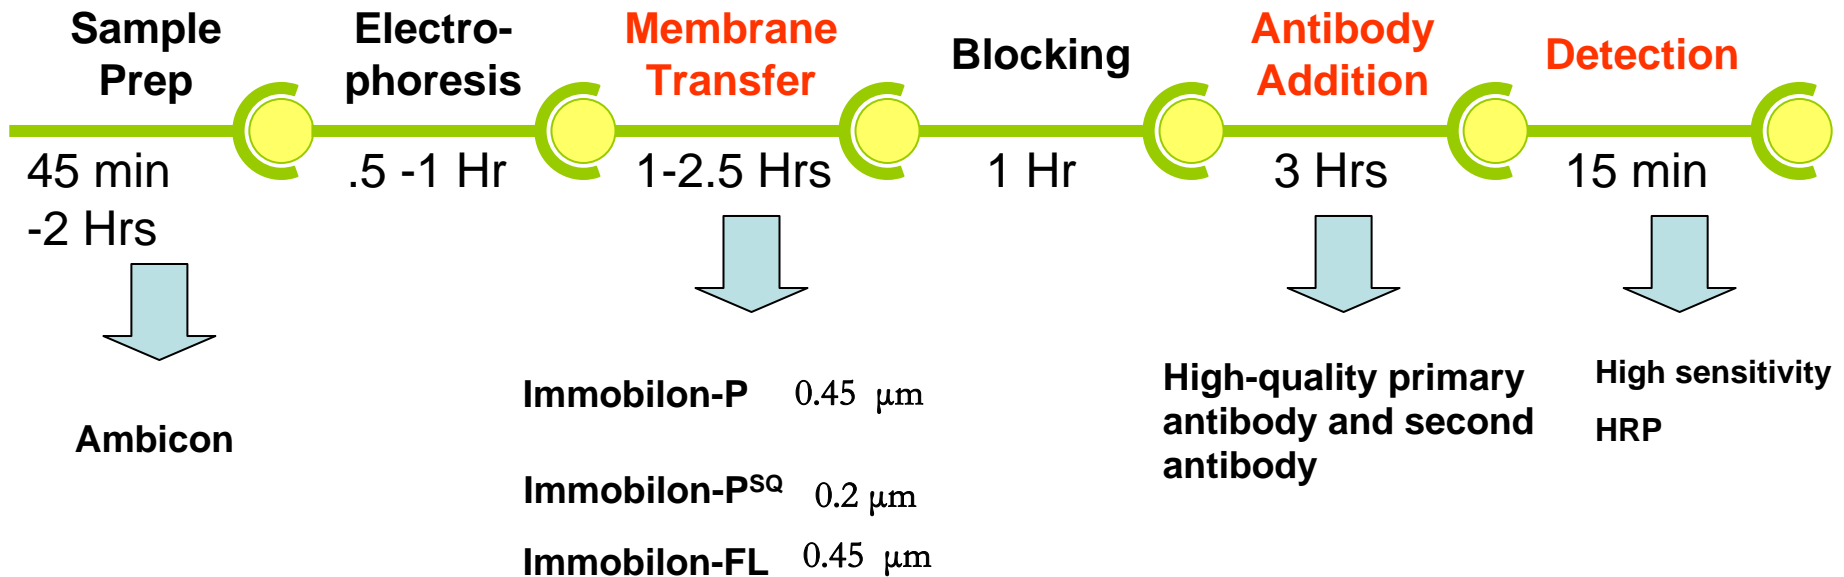 Sample
Prep
Electro-
phoresis
Membrane
Transfer
Blocking
Antibody
Addition
Detection
45 min
-2 Hrs
.5 -1 Hr
1-2.5 Hrs
1 Hr
3 Hrs
15 min
Ambicon
Immobilon-P 0.45 μm
Immobilon-P^SQ 0.2 μm
Immobilon-FL 0.45 μm
High-quality primary
antibody and second
antibody
High sensitivity
HRP